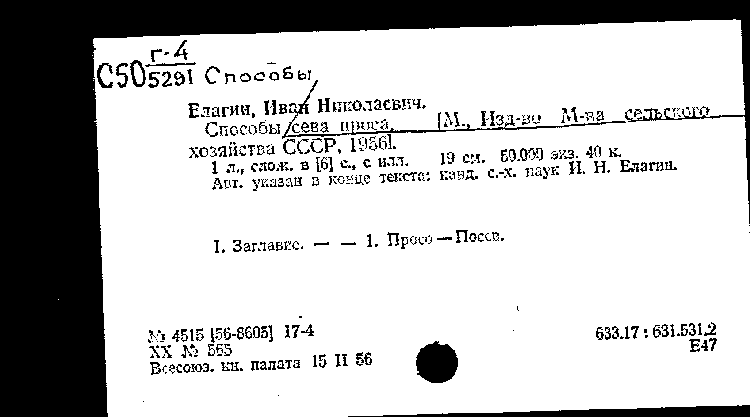 Г-4
С50 5291 Способы
Елагин, Иван Николаевич.
Способы сева проса. [М., Изд-во М-ва сельского
хозяйства СССР, 1956].
1 л., слож. в [6] с., с илл. 19 см. 50.000 экз. 40 к.
Авт. указан в конце текста: канд. с.-х. наук И. Н. Елагин.
I. Заглавие. — — 1. Просо — Посев.
№ 4515 [56-8605] 17-4
XX № 565
Всесоюз. кн. палата 15 II 56
633.17 : 631.531.2
Е47